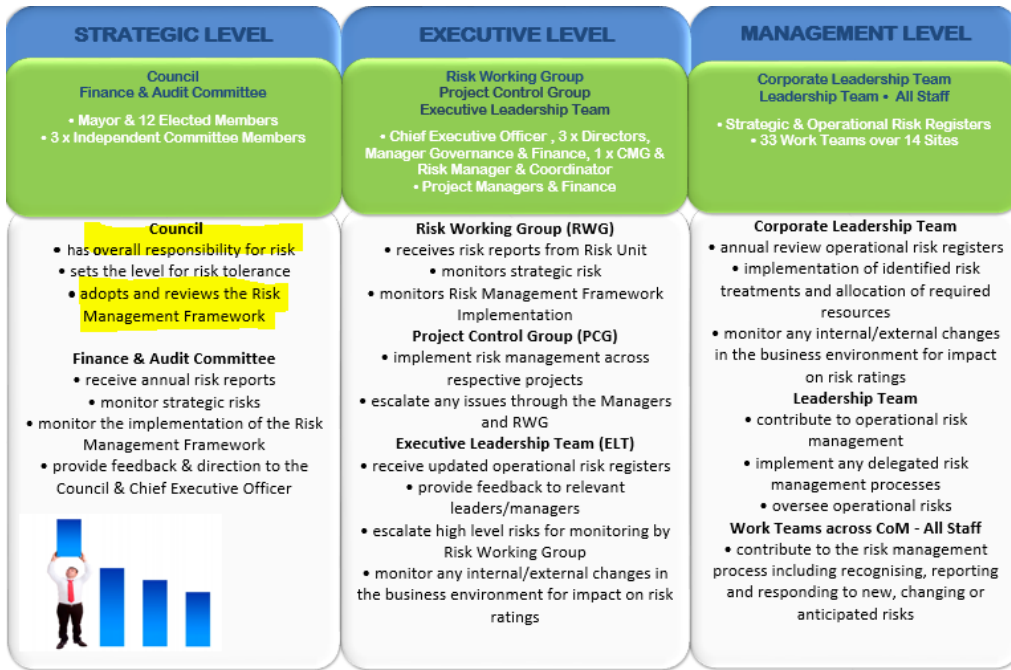 STRATEGIC LEVEL
Council
Finance & Audit Committee
• Mayor & 12 Elected Members
• 3 x Independent Committee Members
Council
• has overall responsibility for risk
• sets the level for risk tolerance
• adopts and reviews the Risk
Management Framework
Finance & Audit Committee
• receive annual risk reports
• monitor strategic risks
• monitor the implementation of the Risk
Management Framework
• provide feedback & direction to the
Council & Chief Executive Officer
EXECUTIVE LEVEL
Risk Working Group
Project Control Group
Executive Leadership Team
• Chief Executive Officer , 3 x Directors,
Manager Governance & Finance, 1 x CMG &
Risk Manager & Coordinator
• Project Managers & Finance
Risk Working Group (RWG)
• receives risk reports from Risk Unit
• monitors strategic risk
• monitors Risk Management Framework
Implementation
Project Control Group (PCG)
• implement risk management across
respective projects
• escalate any issues through the Managers
and RWG
Executive Leadership Team (ELT)
• receive updated operational risk registers
• provide feedback to relevant
leaders/managers
• escalate high level risks for monitoring by
Risk Working Group
• monitor any internal/external changes in
the business environment for impact on risk
ratings
MANAGEMENT LEVEL
Corporate Leadership Team
Leadership Team • All Staff
• Strategic & Operational Risk Registers
• 33 Work Teams over 14 Sites
Corporate Leadership Team
• annual review operational risk registers
• implementation of identified risk
treatments and allocation of required
resources
• monitor any internal/external changes
in the business environment for impact
on risk ratings
Leadership Team
• contribute to operational risk
management
• implement any delegated risk
management processes
• oversee operational risks
Work Teams across CoM - All Staff
• contribute to the risk management
process including recognising, reporting
and responding to new, changing or
anticipated risks